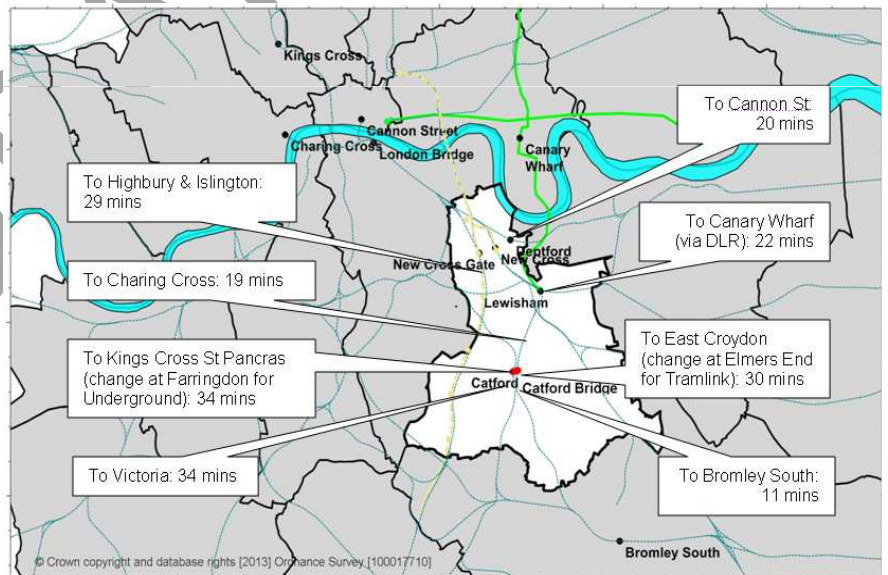 Kings Cross
To Cannon St:
20 mins
Cannon Street
Charing Cross
London Bridge
Canary
Wharf
To Highbury & Islington:
29 mins
To Canary Wharf
(via DLR): 22 mins
Deptford
New Cross
New Cross Gate
To Charing Cross: 19 mins
Lewisham
To Kings Cross St Pancras
(change at Farringdon for
Underground): 34 mins
To East Croydon
(change at Elmers End
for Tramlink): 30 mins
Catford
Catford Bridge
To Victoria: 34 mins
To Bromley South:
11 mins
Bromley South
© Crown copyright and database rights [2013] Ordnance Survey [100017710]